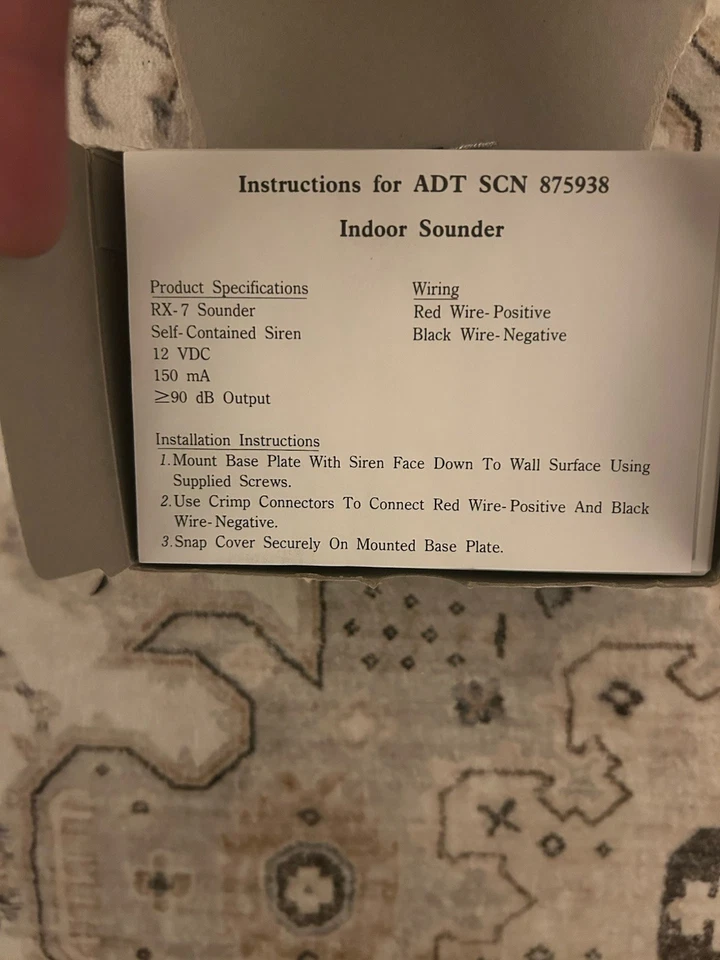 Instructions for ADT SCN 875938
Indoor Sounder
Product Specifications
RX-7 Sounder
Self-Contained Siren
12 VDC
150 mA
≥90 dB Output
Wiring
Red Wire-Positive
Black Wire-Negative
Installation Instructions
1.Mount Base Plate With Siren Face Down To Wall Surface Using
Supplied Screws.
2.Use Crimp Connectors To Connect Red Wire-Positive And Black
Wire-Negative.
3.Snap Cover Securely On Mounted Base Plate.